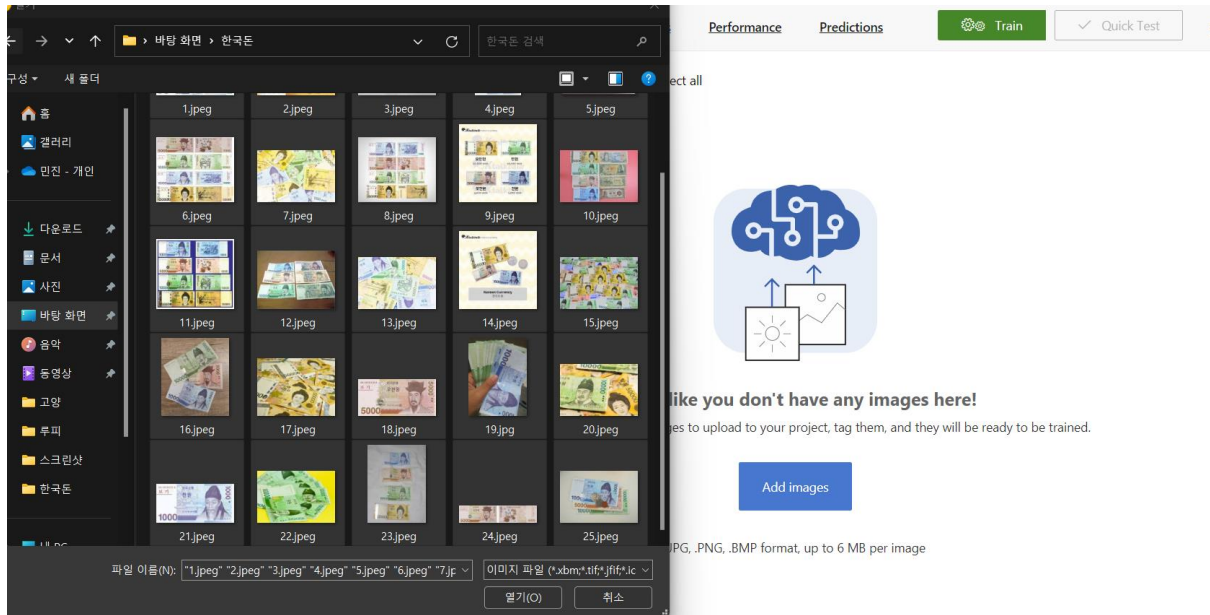 열기
바탕 화면 › 한국돈
한국돈 검색
구성
새 폴더
홈
갤러리
민진 - 개인
다운로드
문서
사진
바탕 화면
음악
동영상
고양
루피
스크린샷
한국돈
내 PC
1.jpeg 2.jpeg 3.jpeg 4.jpeg 5.jpeg
6.jpeg 7.jpeg 8.jpeg 9.jpeg 10.jpeg
11.jpeg 12.jpeg 13.jpeg 14.jpeg 15.jpeg
16.jpeg 17.jpeg 18.jpeg 19.jpg 20.jpeg
21.jpeg 22.jpeg 23.jpeg 24.jpeg 25.jpeg
파일 이름(N): "1.jpeg" "2.jpeg" "3.jpeg" "4.jpeg" "5.jpeg" "6.jpeg" "7.jp
이미지 파일 (*.xbm;*.tif;*.jfif;*.ic
열기(O) 취소
Performance Predictions Train Quick Test
ect all
like you don't have any images here!
ges to upload to your project, tag them, and they will be ready to be trained.
Add images
JPG, .PNG, .BMP format, up to 6 MB per image